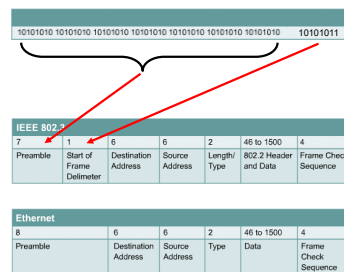 10101010 10101010 10101010 10101010 10101010 10101010 10101010 10101011
IEEE 802.3
7 1 6 6 2 46 to 1500 4
Preamble Start of Frame Delimeter Destination Address Source Address Length/ Type 802.2 Header and Data Frame Chec Sequence
Ethernet
8 6 6 2 46 to 1500 4
Preamble Destination Address Source Address Type Data Frame Check Sequence